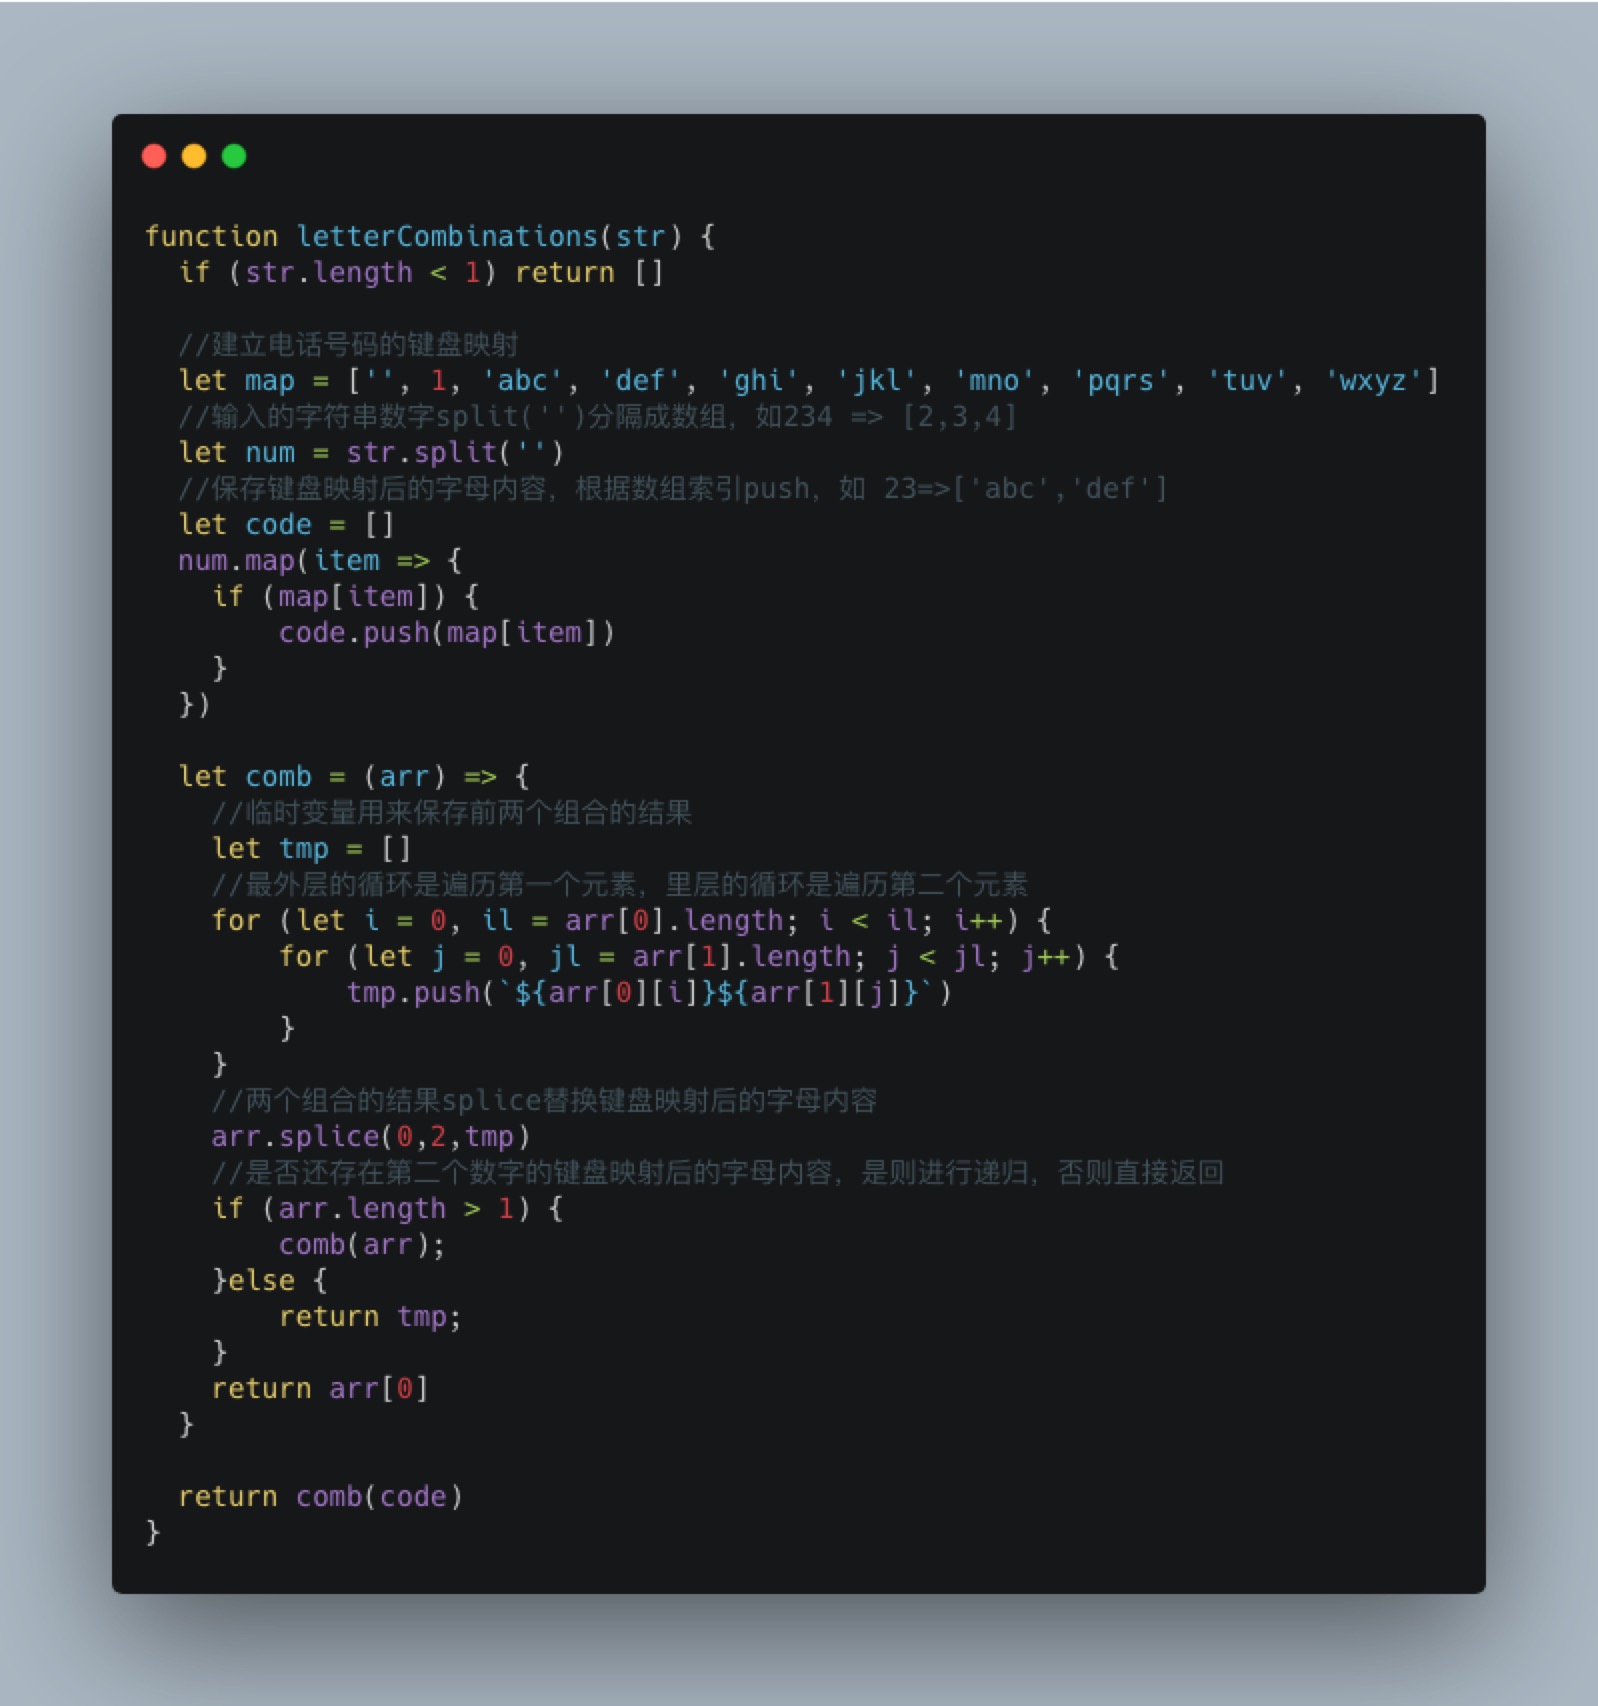 function letterCombinations(str) {
  if (str.length < 1) return []

  //建立电话号码的键盘映射
  let map = ['', 1, 'abc', 'def', 'ghi', 'jkl', 'mno', 'pqrs', 'tuv', 'wxyz']
  //输入的字符串数字split('')分隔成数组，如234 => [2,3,4]
  let num = str.split('')
  //保存键盘映射后的字母内容，根据数组索引push，如 23=>['abc','def']
  let code = []
  num.map(item => {
    if (map[item]) {
        code.push(map[item])
    }
  })

  let comb = (arr) => {
    //临时变量用来保存前两个组合的结果
    let tmp = []
    //最外层的循环是遍历第一个元素，里层的循环是遍历第二个元素
    for (let i = 0, il = arr[0].length; i < il; i++) {
        for (let j = 0, jl = arr[1].length; j < jl; j++) {
            tmp.push(`${arr[0][i]}${arr[1][j]}`)
        }
    }
    //两个组合的结果splice替换键盘映射后的字母内容
    arr.splice(0,2,tmp)
    //是否还存在第二个数字的键盘映射后的字母内容，是则进行递归，否则直接返回
    if (arr.length > 1) {
        comb(arr);
    }else {
        return tmp;
    }
    return arr[0]
  }

  return comb(code)
}